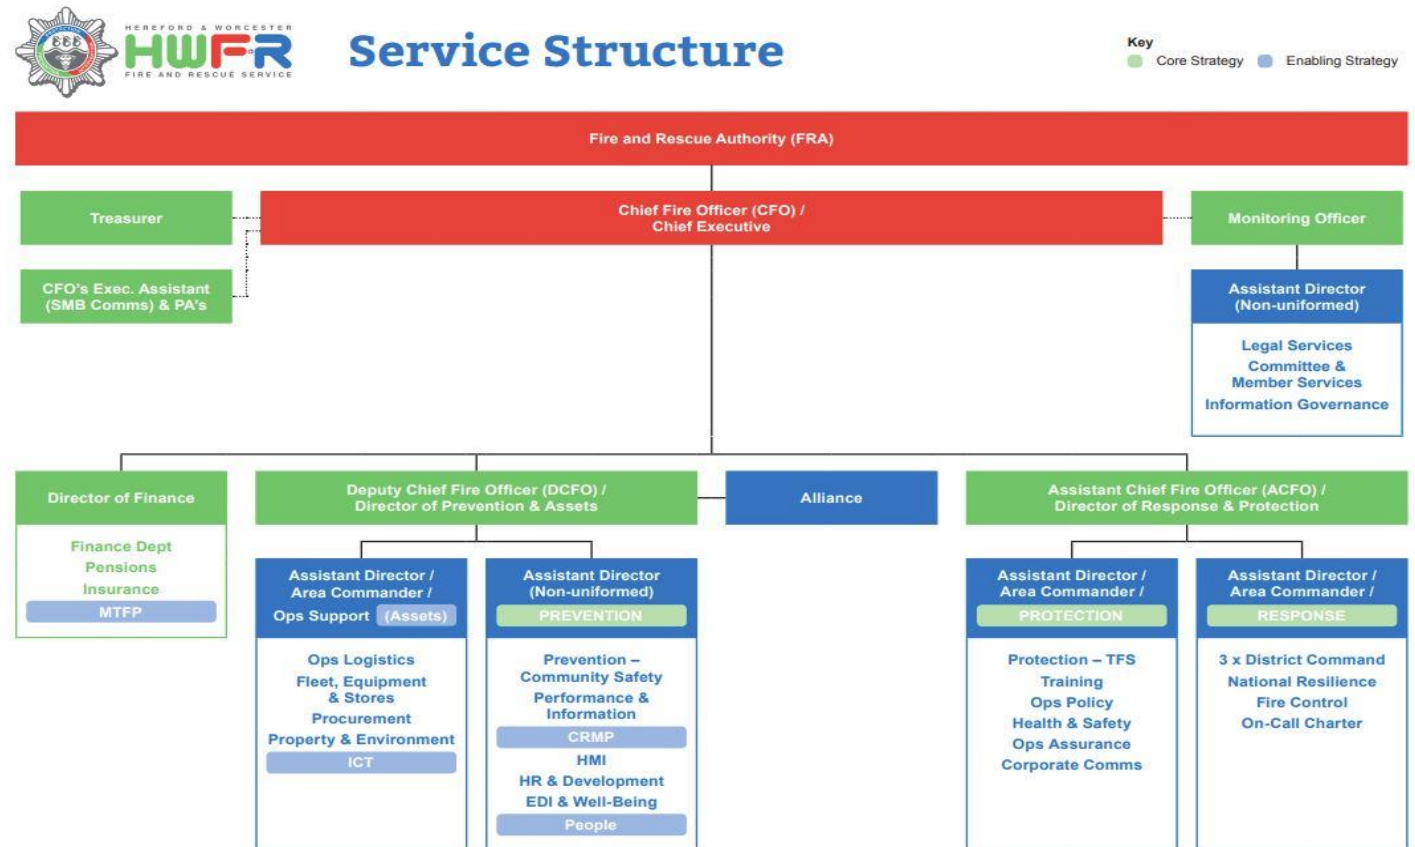 HEREFORD & WORCESTER
HWFR
FIRE AND RESCUE SERVICE
Service Structure
Key
Core Strategy
Enabling Strategy
Fire and Rescue Authority (FRA)
Treasurer
Chief Fire Officer (CFO) /
Chief Executive
Monitoring Officer
CFO's Exec. Assistant
(SMB Comms) & PA's
Assistant Director
(Non-uniformed)
Legal Services
Committee &
Member Services
Information Governance
Director of Finance
Finance Dept
Pensions
Insurance
MTFP
Deputy Chief Fire Officer (DCFO) /
Director of Prevention & Assets
Alliance
Assistant Chief Fire Officer (ACFO) /
Director of Response & Protection
Assistant Director /
Area Commander /
Ops Support (Assets)
Ops Logistics
Fleet, Equipment
& Stores
Procurement
Property & Environment
ICT
Assistant Director
(Non-uniformed)
PREVENTION
Prevention –
Community Safety
Performance &
Information
CRMP
HMI
HR & Development
EDI & Well-Being
People
Assistant Director /
Area Commander /
PROTECTION
Protection – TFS
Training
Ops Policy
Health & Safety
Ops Assurance
Corporate Comms
Assistant Director /
Area Commander /
RESPONSE
3 x District Command
National Resilience
Fire Control
On-Call Charter